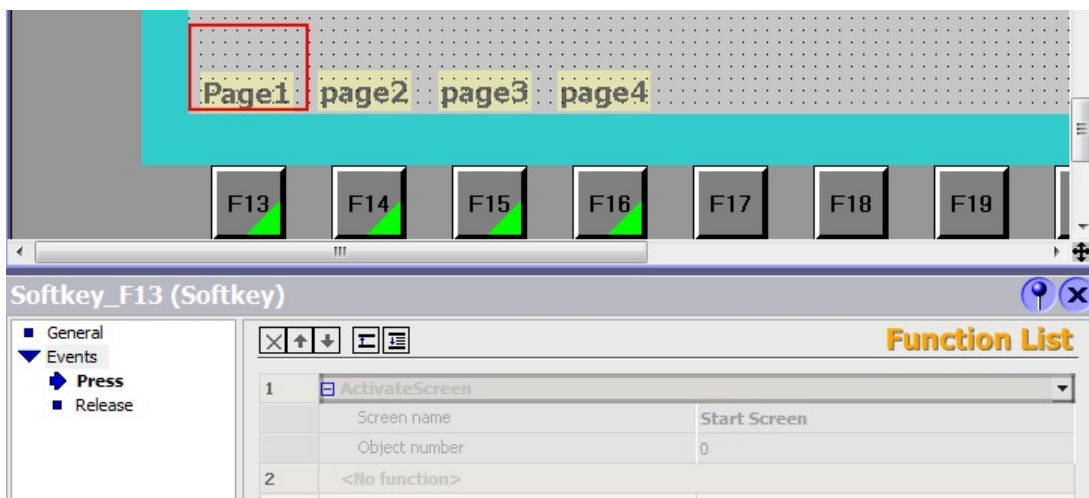 Page1 page2 page3 page4
F13 F14 F15 F16 F17 F18 F19
Softkey_F13 (Softkey)
General
Events
Press
Release
Function List
1 ActivateScreen
Screen name Start Screen
Object number 0
2 <No function>